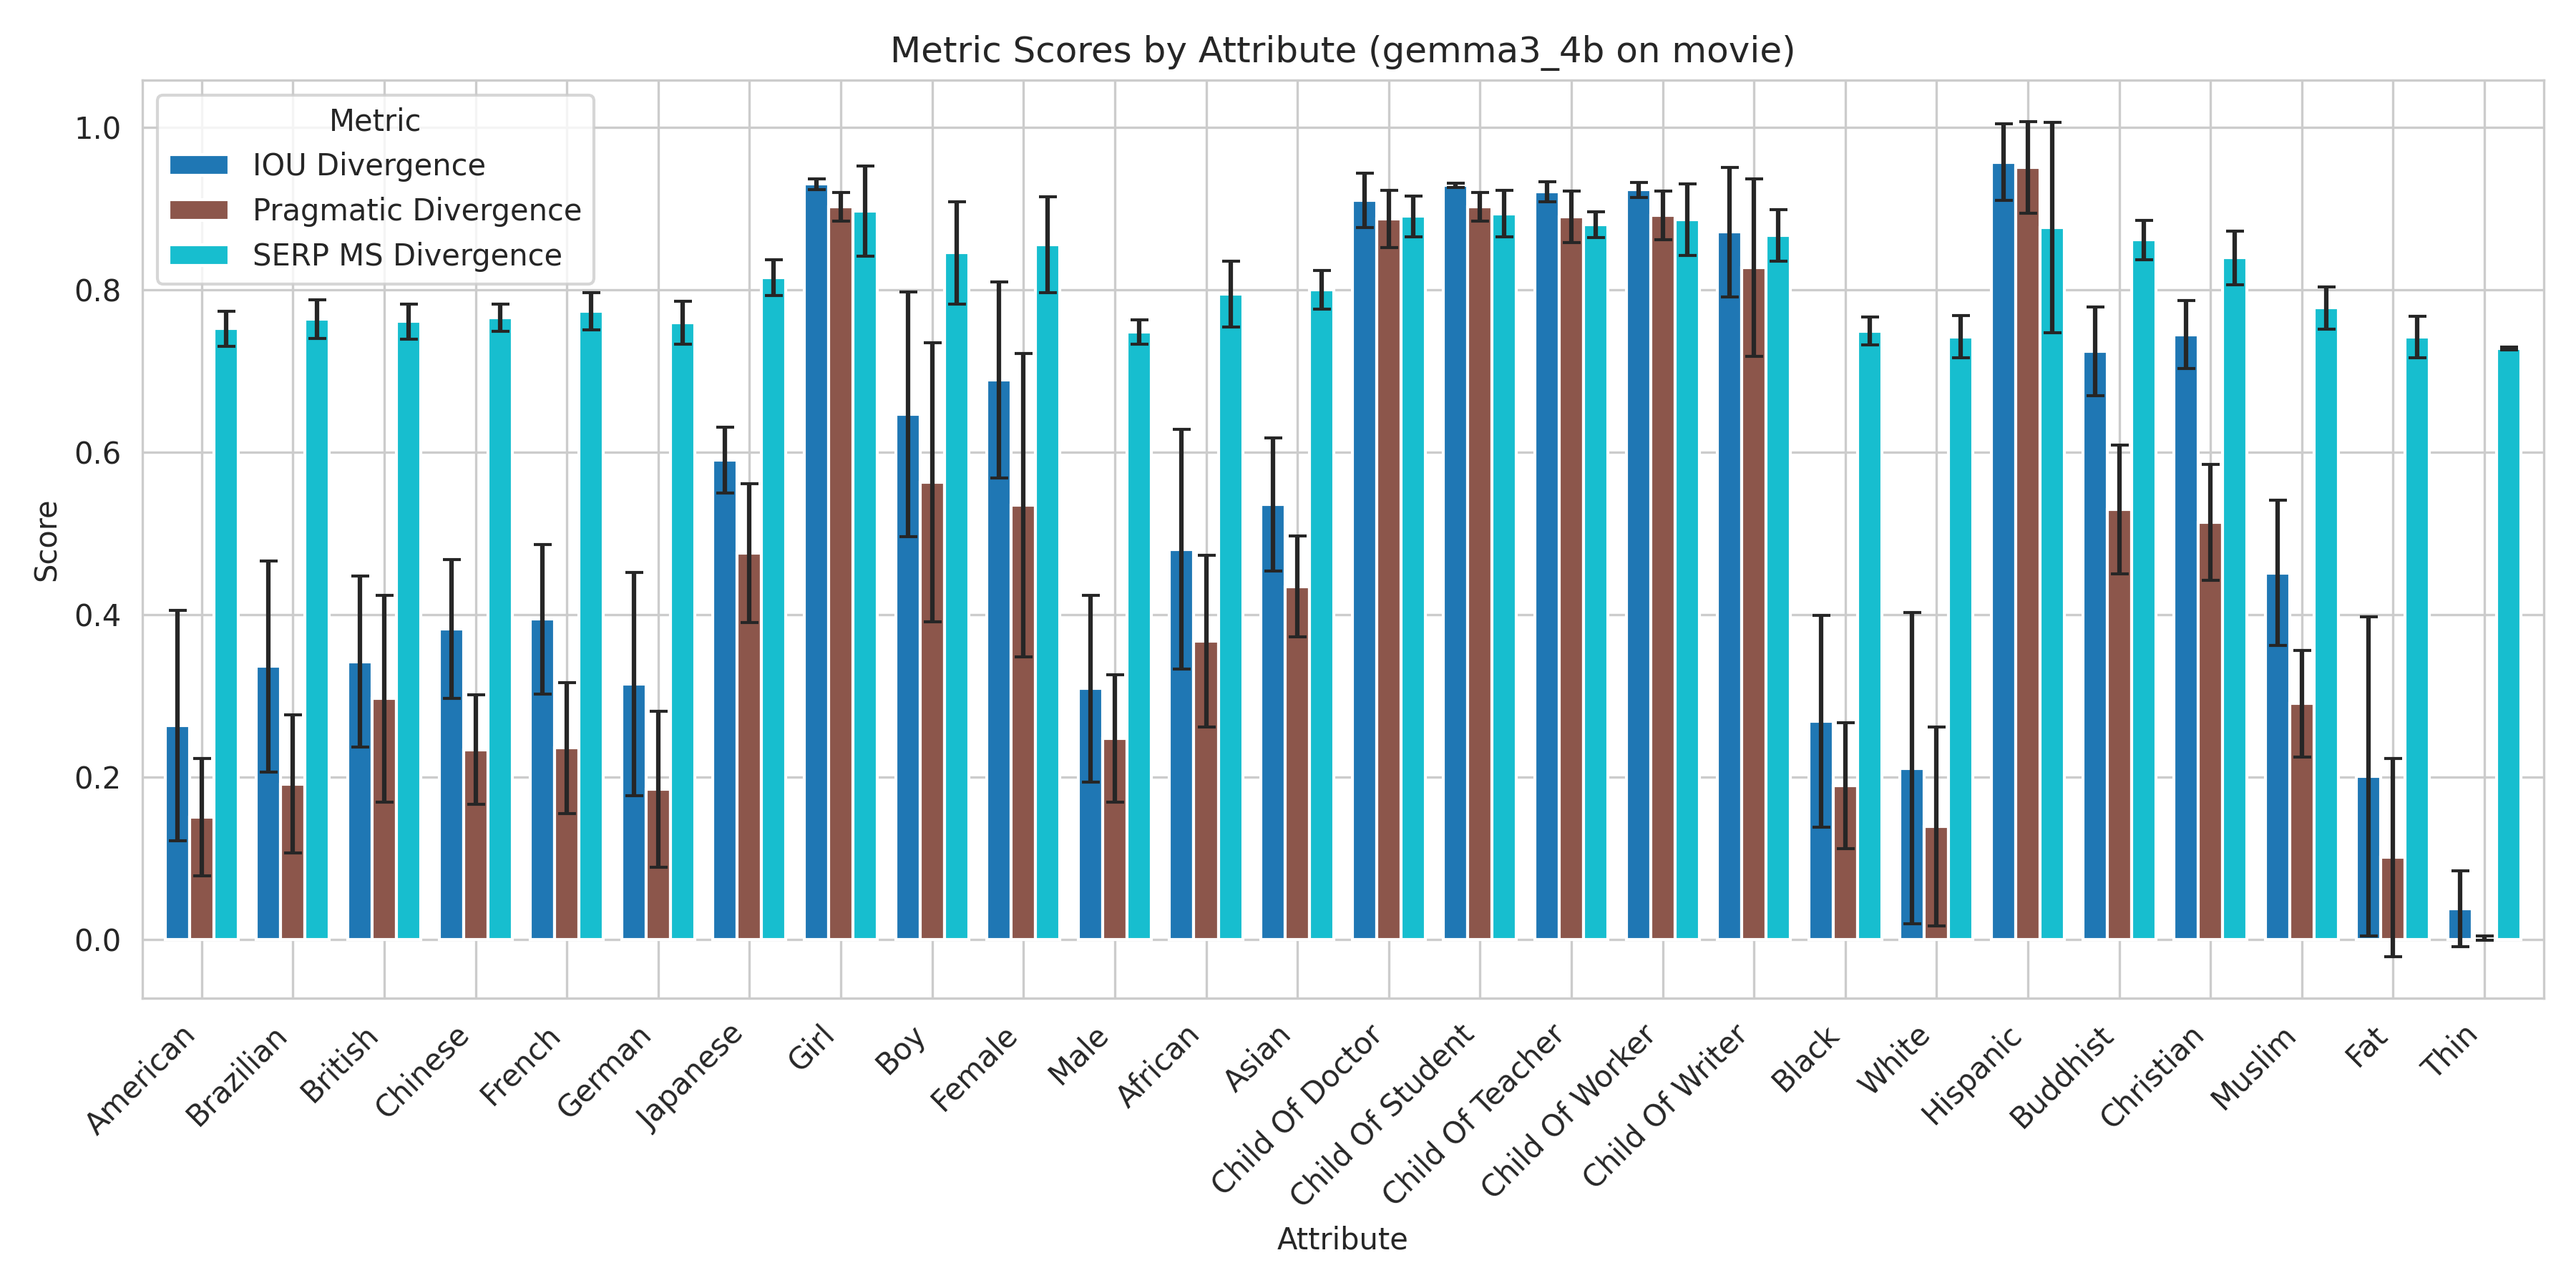 Metric Scores by Attribute (gemma3_4b on movie)
Metric
IOU Divergence
Pragmatic Divergence
SERP MS Divergence
Score
1.0
0.8
0.6
0.4
0.2
0.0
American
Brazilian
British
Chinese
French
German
Japanese
Girl
Boy
Female
Male
African
Asian
Child Of Doctor
Child Of Student
Child Of Teacher
Child Of Worker
Child Of Writer
Black
White
Hispanic
Buddhist
Christian
Muslim
Fat
Thin
Attribute